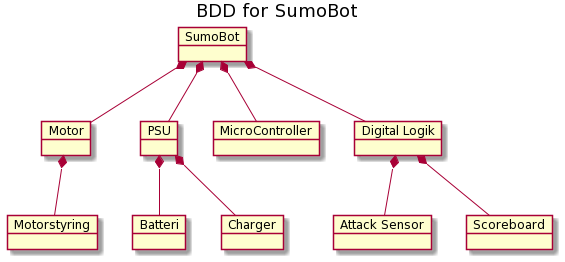 BDD for SumoBot
SumoBot
Motor
PSU
MicroController
Digital Logik
Motorstyring
Batteri
Charger
Attack Sensor
Scoreboard